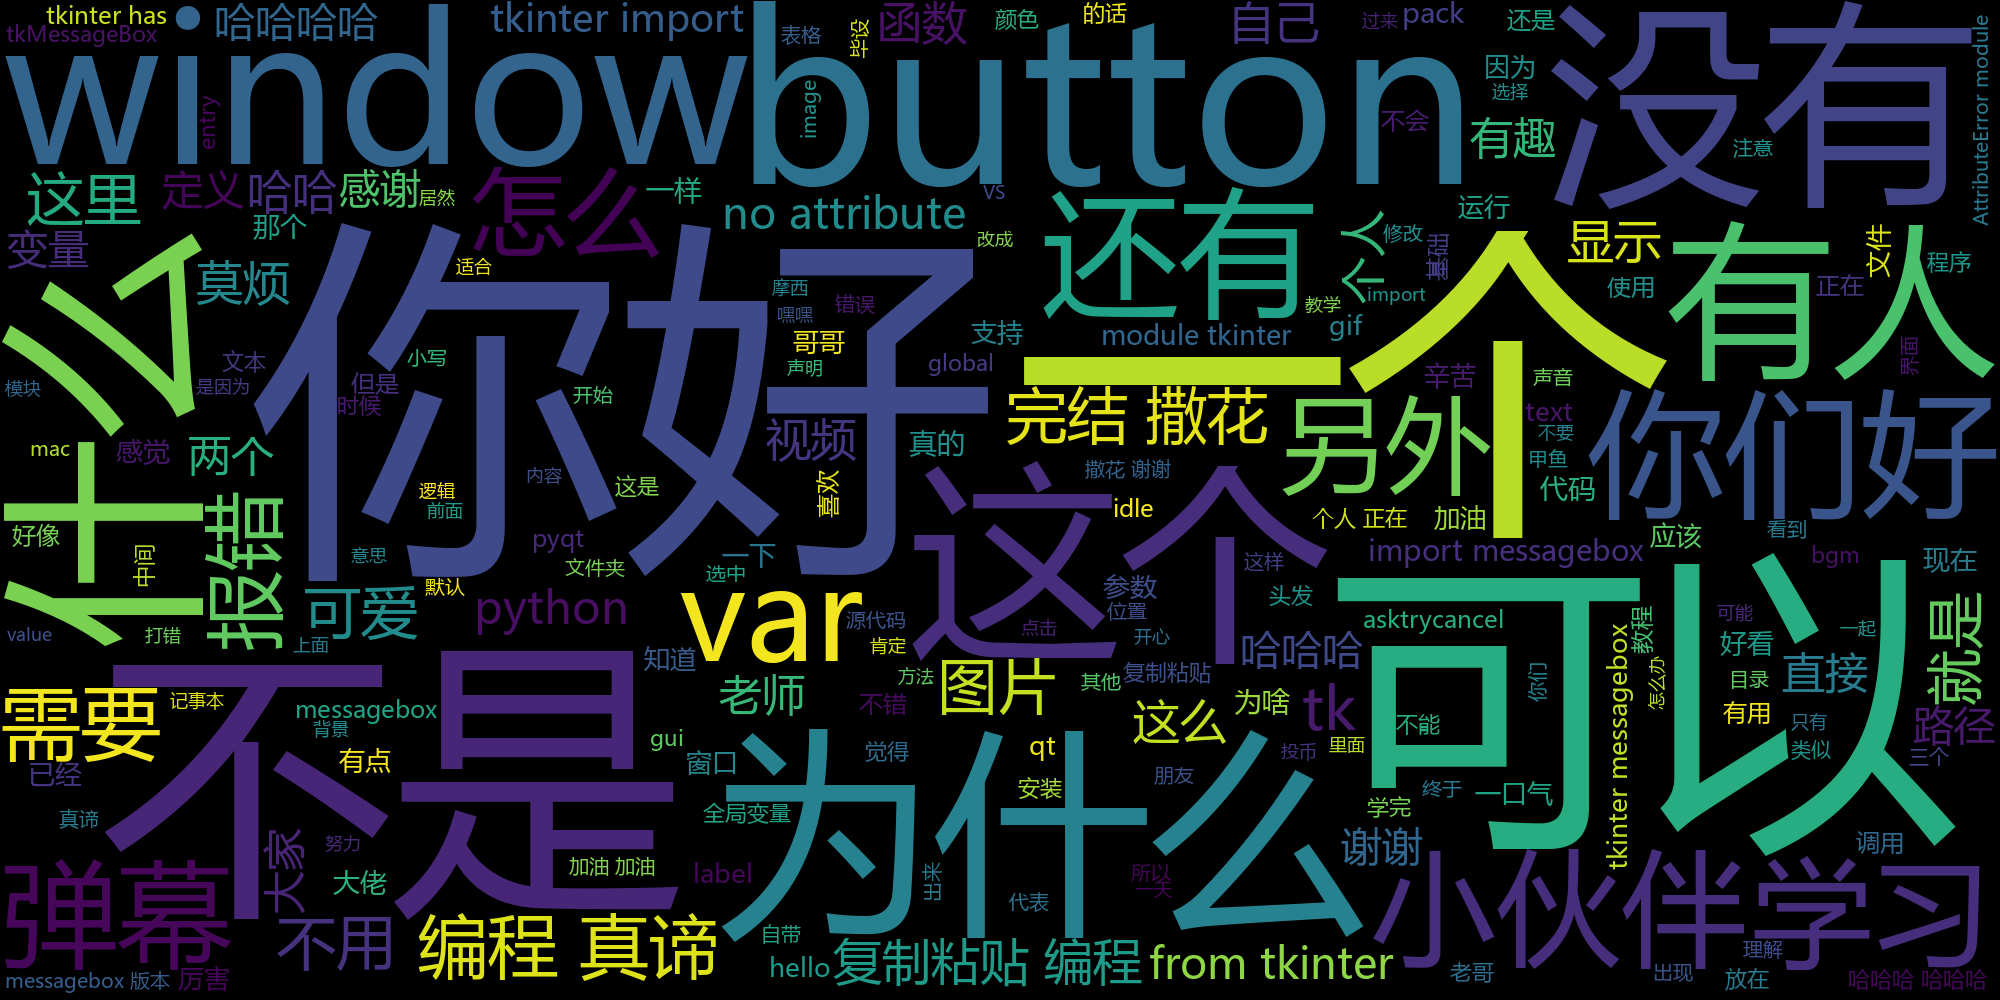 tkinter has
哈哈哈哈
tkinter import
表格
毕设
函数
颜色
的话
自己
过来
pack
还是
tkMessageBox
window
button
没有
因为
选择
AttributeError module
entry
image
不会
有趣
注意
这里
定义
哈哈
感谢
居然
怎么
一样
no attribute
vs
还有
个人
修改
运行
基础
显示
有人
文件
程序
变量
那个
莫烦
什么
你好
适合
改成
摩西
错误
嘿嘿
教学
import
使用
正在
一个
文本
小写
哥哥
声明
支持
module tkinter
gif
global
界面
模块
是因为
但是
时候
开始
视频
真的
完结 撒花
另外
辛苦
声音
text
不要
你们好
mac
感觉
两个
报错
逻辑
前面
内容
这是
喜欢
这个
撒花 谢谢
idle
个人 正在
加油
甲鱼
代码
看到
好像
中间
意思
pyqt
文件夹
一下
选中
import messagebox
应该
bgm
现在
value
打错
上面
可爱
默认
python
var
源代码
肯定
点击
参数
位置
开心
这样
头发
可以
asktrycancel
教程
可能
一起
好看
就是
需要
记事本
messagebox
背景
不是
知道
老师
不错
方法
图片
其他
复制粘贴
哈哈哈
这么
为啥
tk
不能
tkinter messagebox
怎么办
你们
目录
直接
有用
只有
类似
路径
三个
已经
有点
gui
窗口
觉得
为什么
qt
安装
朋友
投币
里面
真谛
努力
全局变量
学完
终于
一口气
调用
弹幕
大家
大佬
加油 加油
label
出来
代表
所以
一天
谢谢
小伙伴学习
不用
编程 真谛
自带
hello
复制粘贴 编程
from tkinter
老哥
出现
理解
放在
messagebox 版本
厉害
哈哈哈 哈哈哈